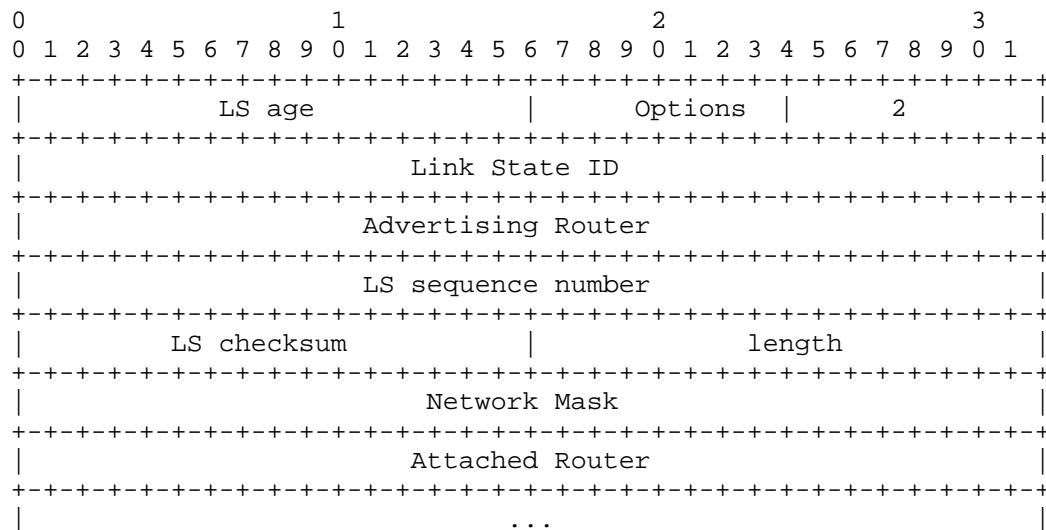 0                   1                   2                   3
0 1 2 3 4 5 6 7 8 9 0 1 2 3 4 5 6 7 8 9 0 1 2 3 4 5 6 7 8 9 0 1
+-+-+-+-+-+-+-+-+-+-+-+-+-+-+-+-+-+-+-+-+-+-+-+-+-+-+-+-+-+-+-+-+
|            LS age             |      Options  |      2        |
+-+-+-+-+-+-+-+-+-+-+-+-+-+-+-+-+-+-+-+-+-+-+-+-+-+-+-+-+-+-+-+-+
|                        Link State ID                          |
+-+-+-+-+-+-+-+-+-+-+-+-+-+-+-+-+-+-+-+-+-+-+-+-+-+-+-+-+-+-+-+-+
|                     Advertising Router                        |
+-+-+-+-+-+-+-+-+-+-+-+-+-+-+-+-+-+-+-+-+-+-+-+-+-+-+-+-+-+-+-+-+
|                     LS sequence number                        |
+-+-+-+-+-+-+-+-+-+-+-+-+-+-+-+-+-+-+-+-+-+-+-+-+-+-+-+-+-+-+-+-+
|         LS checksum           |             length            |
+-+-+-+-+-+-+-+-+-+-+-+-+-+-+-+-+-+-+-+-+-+-+-+-+-+-+-+-+-+-+-+-+
|                         Network Mask                          |
+-+-+-+-+-+-+-+-+-+-+-+-+-+-+-+-+-+-+-+-+-+-+-+-+-+-+-+-+-+-+-+-+
|                        Attached Router                        |
+-+-+-+-+-+-+-+-+-+-+-+-+-+-+-+-+-+-+-+-+-+-+-+-+-+-+-+-+-+-+-+-+
|                              ...                              |